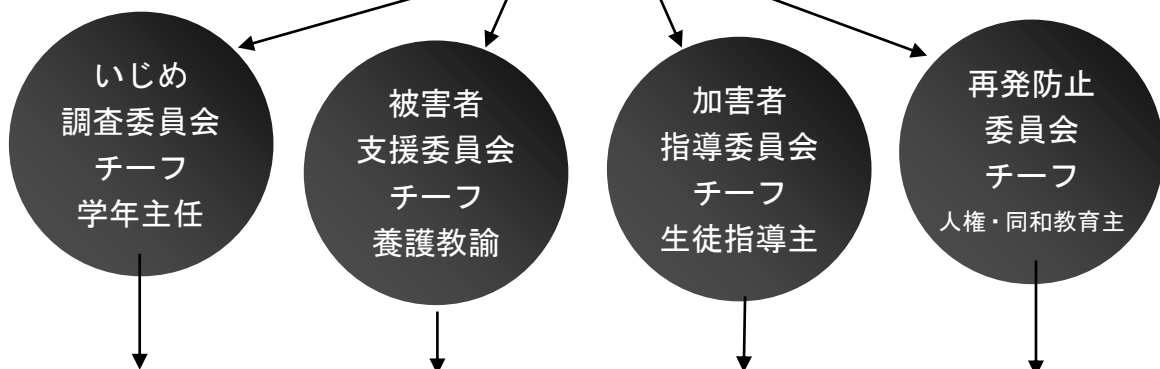 いじめ
調査委員会
チーフ
学年主任
被害者
支援委員会
チーフ
養護教諭
加害者
指導委員会
チーフ
生徒指導主
再発防止
委員会
チーフ
人権・同和教育主